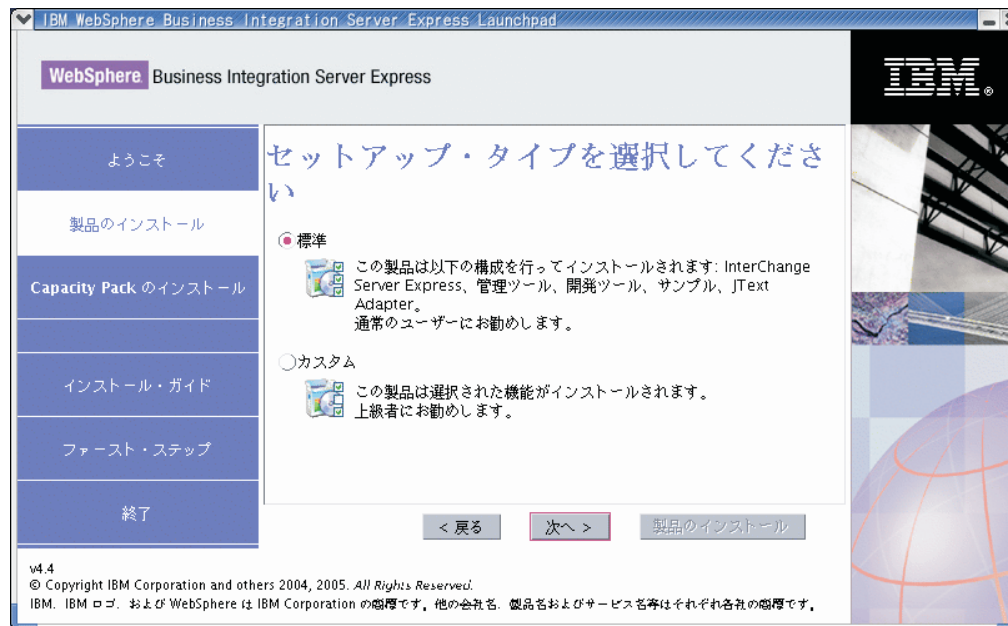 IBM WebSphere Business Integration Server Express Launchpad
WebSphere. Business Integration Server Express
IBM®
ようこそ
製品のインストール
Capacity Pack のインストール
インストール・ガイド
ファースト・ステップ
終了
セットアップ・タイプを選択してくださ
い
標準
この製品は以下の構成を行ってインストールされます: InterChange
Server Express、管理ツール、開発ツール、サンプル、JText
Adapter。
通常のユーザーにお勧めします。
カスタム
この製品は選択された機能がインストールされます。
上級者にお勧めします。
< 戻る
次へ >
製品のインストール
v4.4
© Copyright IBM Corporation and others 2004, 2005. All Rights Reserved.
IBM. IBM ロゴ. および WebSphere は IBM Corporation の商標です。他の会社名. 製品名およびサービス名等はそれぞれ各社の商標です。